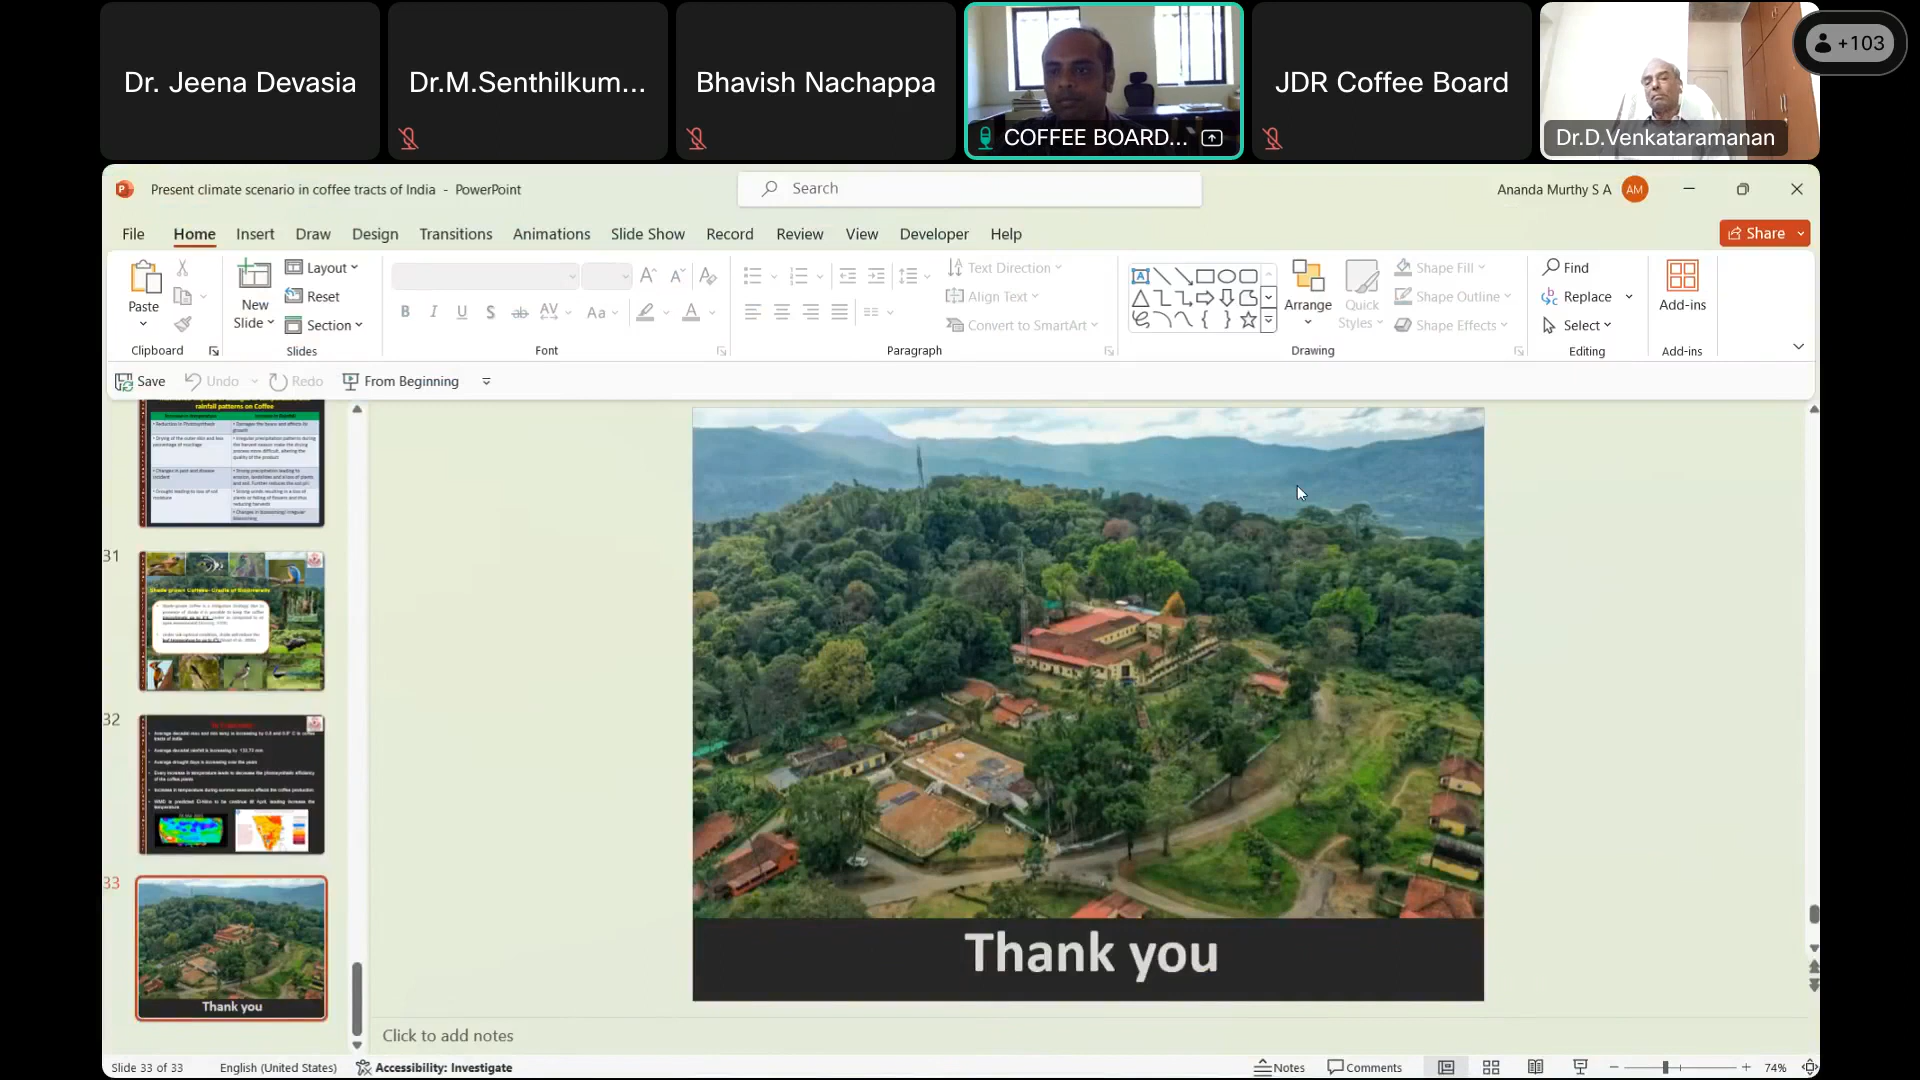 Dr. Jeena Devasia
Dr.M.Senthilkum...
Bhavish Nachappa
COFFEE BOARD...
JDR Coffee Board
Dr.D.Venkataramanan
+103
Present climate scenario in coffee tracts of India - PowerPoint
Search
Ananda Murthy S A
AM
File
Home
Insert
Draw
Design
Transitions
Animations
Slide Show
Record
Review
View
Developer
Help
Share
Paste
New
Slide
Layout
Reset
Section
Text Direction
Align Text
Convert to SmartArt
Arrange
Quick
Styles
Shape Fill
Shape Outline
Shape Effects
Find
Replace
Select
Add-ins
Clipboard
Slides
Font
Paragraph
Drawing
Editing
Add-ins
Save
Undo
Redo
From Beginning
rainfall patterns on Coffee
31
32
33
Thank you
Thank you
Click to add notes
Slide 33 of 33
English (United States)
Accessibility: Investigate
Notes
Comments
74%